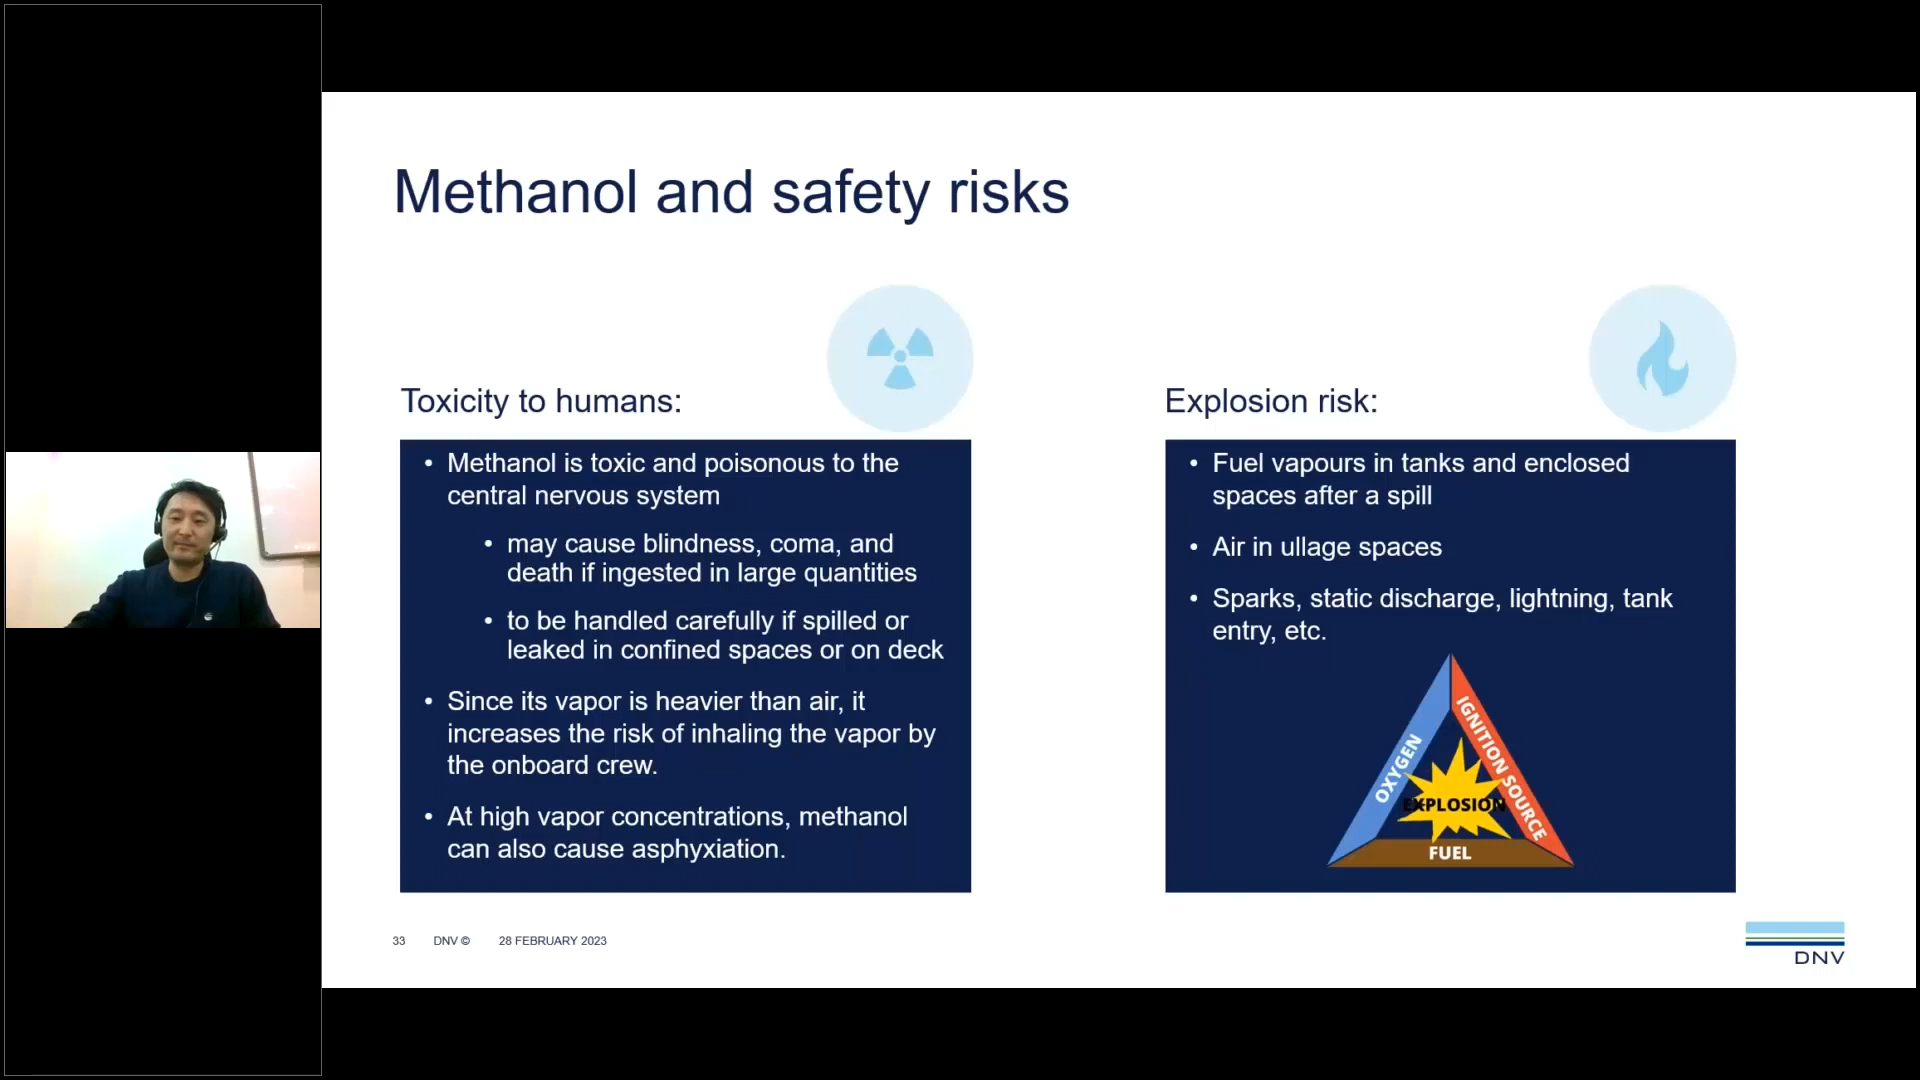 Methanol and safety risks
Toxicity to humans:
• Methanol is toxic and poisonous to the
central nervous system
• may cause blindness, coma, and
death if ingested in large quantities
• to be handled carefully if spilled or
leaked in confined spaces or on deck
• Since its vapor is heavier than air, it
increases the risk of inhaling the vapor by
the onboard crew.
• At high vapor concentrations, methanol
can also cause asphyxiation.
Explosion risk:
• Fuel vapours in tanks and enclosed
spaces after a spill
• Air in ullage spaces
• Sparks, static discharge, lightning, tank
entry, etc.
OXYGEN
IGNITION SOURCE
EXPLOSION
FUEL
33 DNV © 28 FEBRUARY 2023
DNV